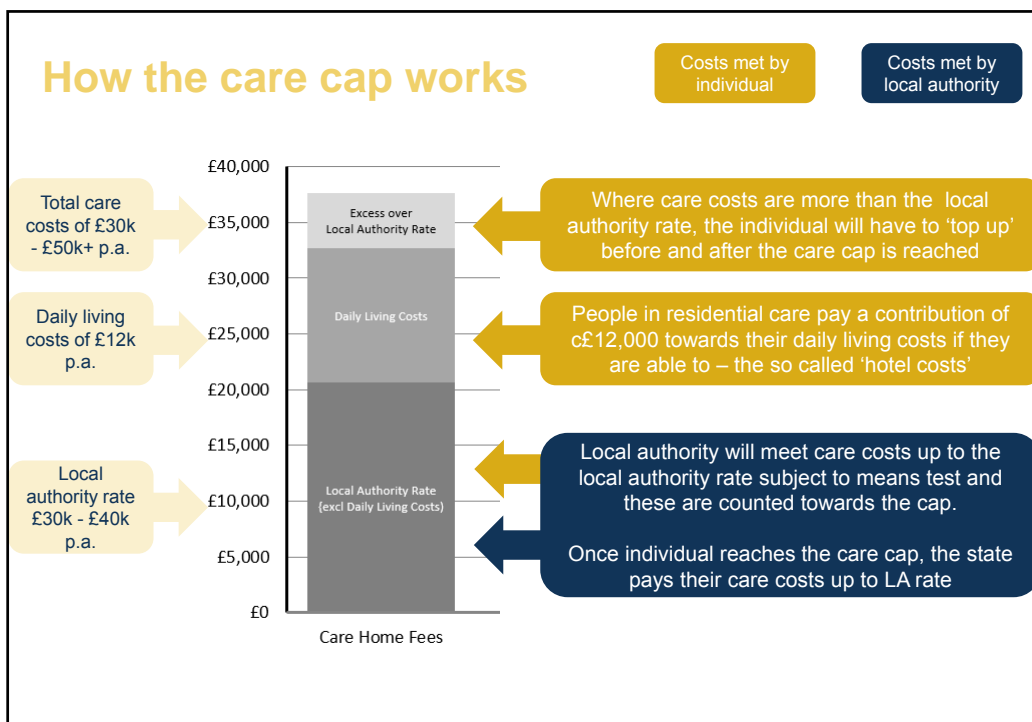 How the care cap works
Costs met by
individual
Costs met by
local authority
Total care
costs of £30k
- £50k+ p.a.
Daily living
costs of £12k
p.a.
Local
authority rate
£30k - £40k
p.a.
£40,000
£35,000
£30,000
£25,000
£20,000
£15,000
£10,000
£5,000
£0
Excess over
Local Authority Rate
Daily Living Costs
Local Authority Rate
(excl Daily Living Costs)
Care Home Fees
Where care costs are more than the local
authority rate, the individual will have to ‘top up’
before and after the care cap is reached
People in residential care pay a contribution of
c£12,000 towards their daily living costs if they
are able to – the so called ‘hotel costs’
Local authority will meet care costs up to the
local authority rate subject to means test and
these are counted towards the cap.
Once individual reaches the care cap, the state
pays their care costs up to LA rate